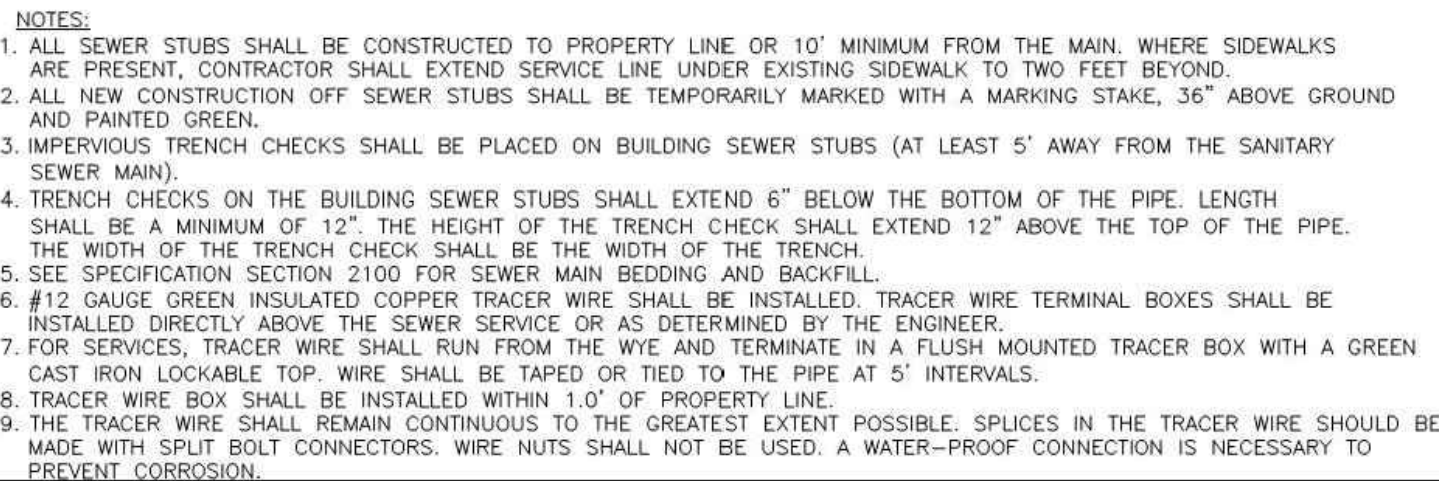 NOTES:
1. ALL SEWER STUBS SHALL BE CONSTRUCTED TO PROPERTY LINE OR 10' MINIMUM FROM THE MAIN. WHERE SIDEWALKS
ARE PRESENT, CONTRACTOR SHALL EXTEND SERVICE LINE UNDER EXISTING SIDEWALK TO TWO FEET BEYOND.
2. ALL NEW CONSTRUCTION OFF SEWER STUBS SHALL BE TEMPORARILY MARKED WITH A MARKING STAKE, 36" ABOVE GROUND
AND PAINTED GREEN.
3. IMPERVIOUS TRENCH CHECKS SHALL BE PLACED ON BUILDING SEWER STUBS (AT LEAST 5' AWAY FROM THE SANITARY
SEWER MAIN).
4. TRENCH CHECKS ON THE BUILDING SEWER STUBS SHALL EXTEND 6" BELOW THE BOTTOM OF THE PIPE. LENGTH
SHALL BE A MINIMUM OF 12". THE HEIGHT OF THE TRENCH CHECK SHALL EXTEND 12" ABOVE THE TOP OF THE PIPE.
THE WIDTH OF THE TRENCH CHECK SHALL BE THE WIDTH OF THE TRENCH.
5. SEE SPECIFICATION SECTION 2100 FOR SEWER MAIN BEDDING AND BACKFILL.
6. #12 GAUGE GREEN INSULATED COPPER TRACER WIRE SHALL BE INSTALLED. TRACER WIRE TERMINAL BOXES SHALL BE
INSTALLED DIRECTLY ABOVE THE SEWER SERVICE OR AS DETERMINED BY THE ENGINEER.
7. FOR SERVICES, TRACER WIRE SHALL RUN FROM THE WYE AND TERMINATE IN A FLUSH MOUNTED TRACER BOX WITH A GREEN
CAST IRON LOCKABLE TOP. WIRE SHALL BE TAPED OR TIED TO THE PIPE AT 5' INTERVALS.
8. TRACER WIRE BOX SHALL BE INSTALLED WITHIN 1.0' OF PROPERTY LINE.
9. THE TRACER WIRE SHALL REMAIN CONTINUOUS TO THE GREATEST EXTENT POSSIBLE. SPLICES IN THE TRACER WIRE SHOULD BE
MADE WITH SPLIT BOLT CONNECTORS. WIRE NUTS SHALL NOT BE USED. A WATER-PROOF CONNECTION IS NECESSARY TO
PREVENT CORROSION.